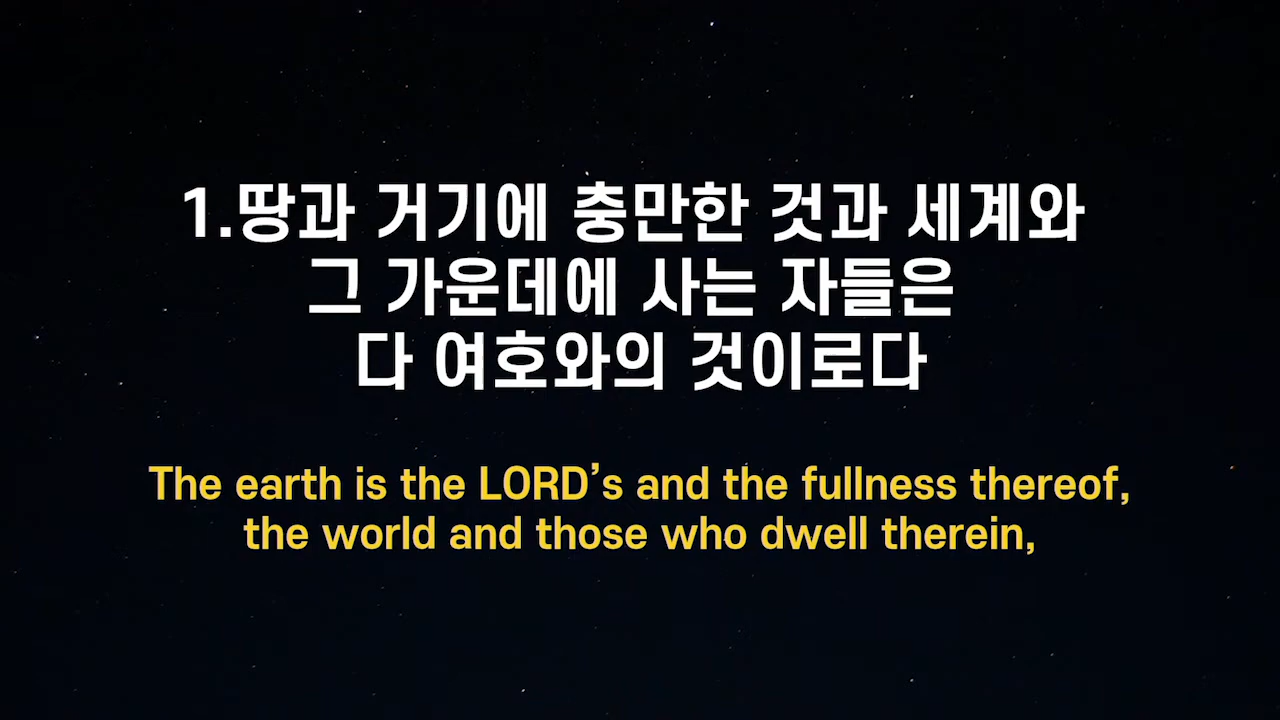 1.땅과 거기에 충만한 것과 세계와
그 가운데에 사는 자들은
다 여호와의 것이로다
The earth is the LORD’s and the fullness thereof,
the world and those who dwell therein,